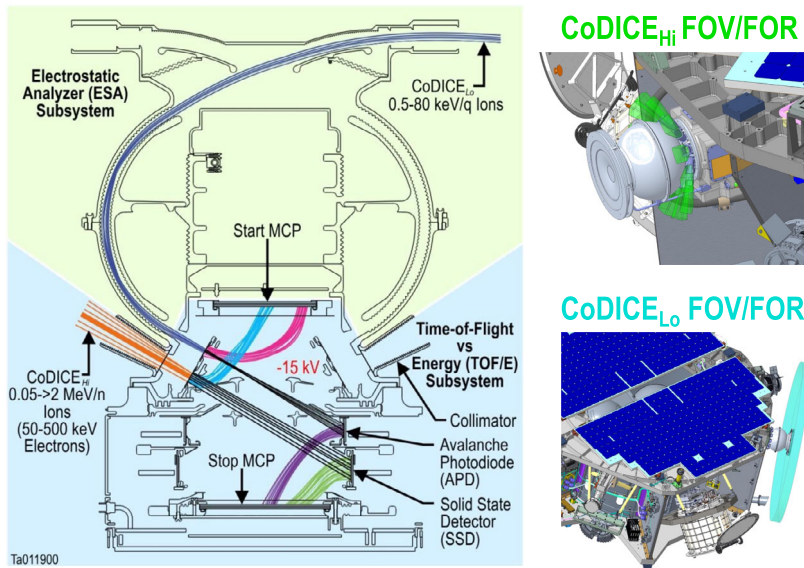 Electrostatic
Analyzer (ESA)
Subsystem
CoDICELo
0.5-80 keV/q Ions
Start MCP
-15 kV
Time-of-Flight
vs
Energy (TOF/E)
Subsystem
CoDICEHi
0.05->2 MeV/n
Ions
(50-500 keV
Electrons)
Collimator
Avalanche
Photodiode
(APD)
Stop MCP
Solid State
Detector
(SSD)
Ta011900
CoDICEHi FOV/FOR
CoDICELo FOV/FOR